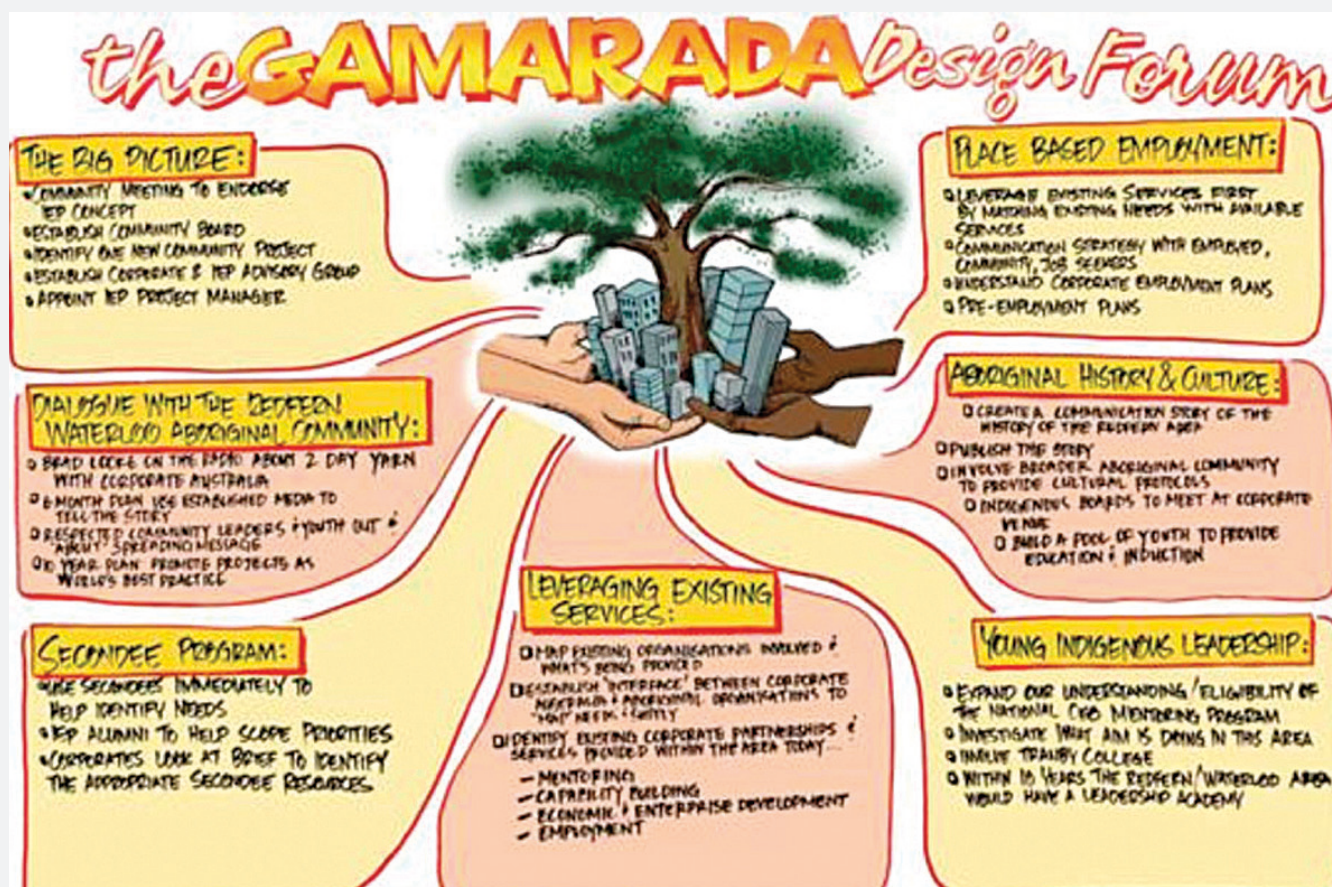 the GAMARADA Design Forum
THE BIG PICTURE:
COMMUNITY MEETING TO ENDORSE
IEP CONCEPT
ESTABLISH COMMUNITY BOARD
IDENTIFY ONE NEW COMMUNITY PROJECT
ESTABLISH CORPORATE & IEP ADVISORY GROUP
APPOINT IEP PROJECT MANAGER
DIALOGUE WITH THE REDFERN
WATERLOO ABORIGINAL COMMUNITY:
BRAD COOKE ON THE RADIO ABOUT 2 DAY YARN
WITH CORPORATE AUSTRALIA
6 MONTH PLAN USE ESTABLISHED MEDIA TO
TELL THE STORY
RESPECTED COMMUNITY LEADERS & YOUTH OUT &
"ABOUT" SPREADING MESSAGE
10 YEAR PLAN PROMOTE PROJECTS AS
WORLD'S BEST PRACTICE
SECONDEE PROGRAM:
USE SECONDEES IMMEDIATELY TO
HELP IDENTIFY NEEDS
IEP ALUMNI TO HELP SCOPE PRIORITIES
CORPORATES LOOK AT BRIEF TO IDENTIFY
THE APPROPRIATE SECONDEE RESOURCES
LEVERAGING EXISTING
SERVICES:
MAP EXISTING ORGANISATIONS INVOLVED &
WHAT'S BEING PROVIDED
ESTABLISH 'INTERFACE' BETWEEN CORPORATE
AUSTRALIA & ABORIGINAL ORGANISATIONS TO
NEED &
IDENTIFY EXISTING CORPORATE PARTNERSHIPS &
SERVICES PROVIDED WITHIN THE AREA TODAY...
- MENTORING
- CAPABILITY BUILDING
- ECONOMIC & ENTERPRISE DEVELOPMENT
- EMPLOYMENT
PLACE BASED EMPLOYMENT:
LEVERAGE EXISTING SERVICES FIRST
BY MATCHING EXISTING NEEDS WITH AVAILABLE
SERVICES
COMMUNICATION STRATEGY WITH EMPLOYED,
COMMUNITY, JOB SEEKERS
UNDERSTAND CORPORATE EMPLOYMENT PLANS
PRE-EMPLOYMENT PLANS
ABORIGINAL HISTORY & CULTURE:
CREATE A COMMUNICATION STORY OF THE
HISTORY OF THE REDFERN AREA
PUBLISH THE STORY
INVOLVE BROADER ABORIGINAL COMMUNITY
TO PROVIDE CULTURAL PROTOCOLS
INDIGENOUS BOARDS TO MEET AT CORPORATE
VENUE
BUILD A POOL OF YOUTH TO PROVIDE
EDUCATION & INDUCTION
YOUNG INDIGENOUS LEADERSHIP:
EXPAND OUR UNDERSTANDING/ELIGIBILITY OF
THE NATIONAL CEO MENTORING PROGRAM
INVESTIGATE WHAT AIM IS DOING IN THIS AREA
INVOLVE TRANBY COLLEGE
WITHIN 10 YEARS THE REDFERN/WATERLOO AREA
WOULD HAVE A LEADERSHIP ACADEMY